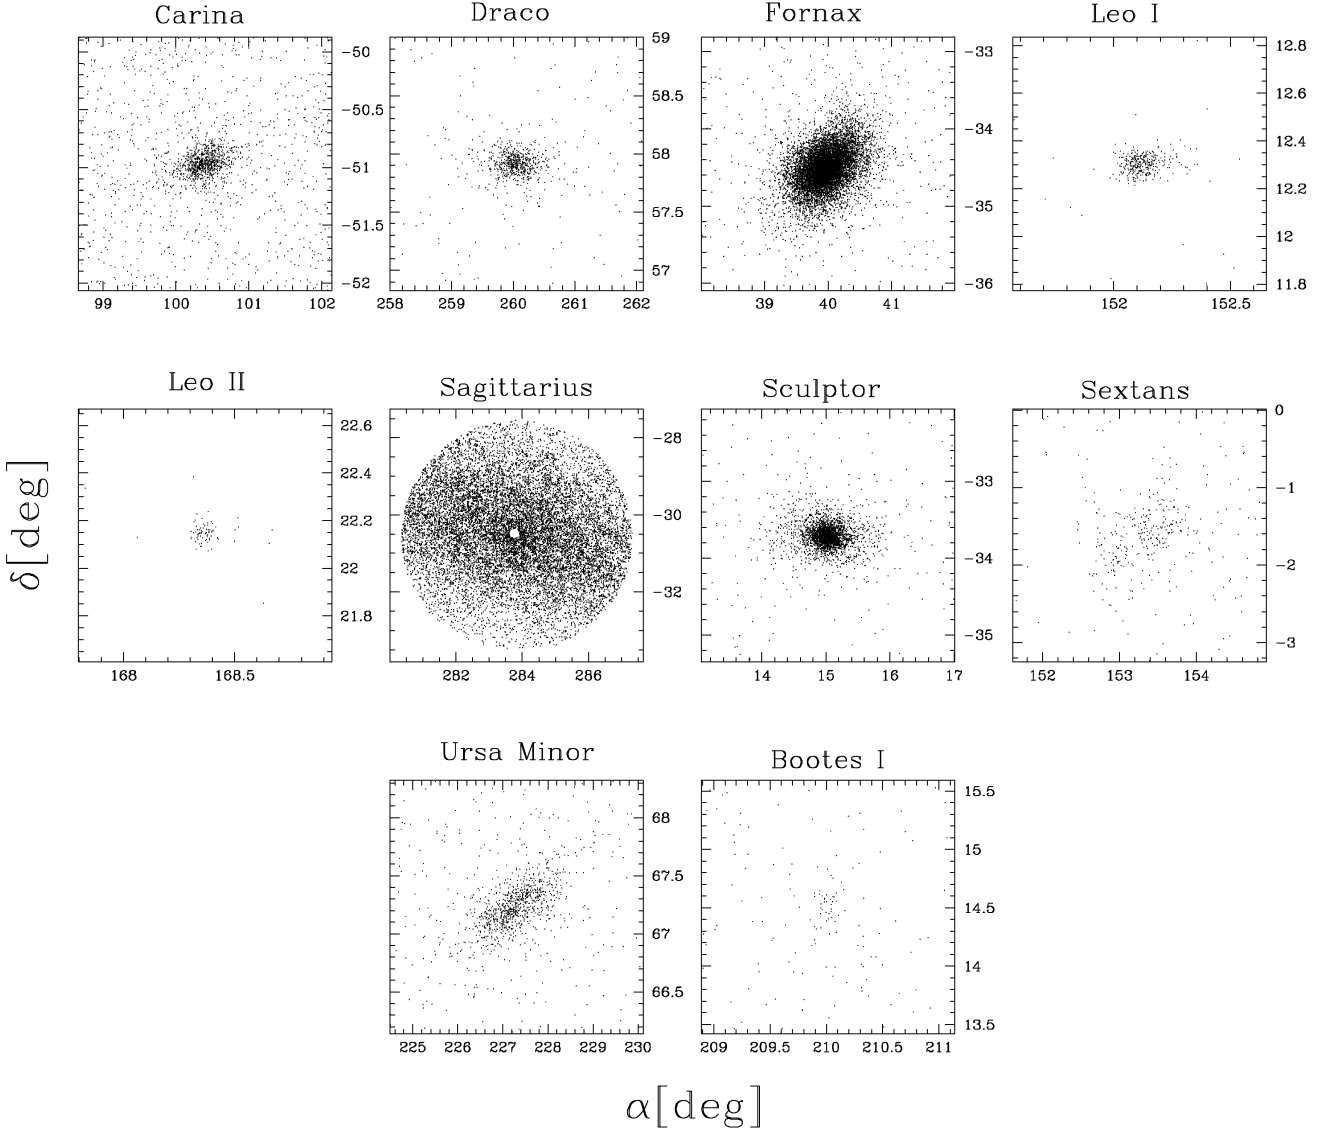 Carina Draco Fornax Leo I
-50 -50.5 -51 -51.5 -52
99 100 101 102
59 58.5 58 57.5 57
258 259 260 261 262
-33 -34 -35 -36
39 40 41
12.8 12.6 12.4 12.2 12 11.8
152 152.5
Leo II Sagittarius Sculptor Sextans
22.6 22.4 22.2 22 21.8
168 168.5
-28 -30 -32
282 284 286
-33 -34 -35
14 15 16 17
0 -1 -2 -3
152 153 154
δ[deg]
Ursa Minor Bootes I
68 67.5 67 66.5
225 226 227 228 229 230
15.5 15 14.5 14 13.5
209 209.5 210 210.5 211
α[deg]